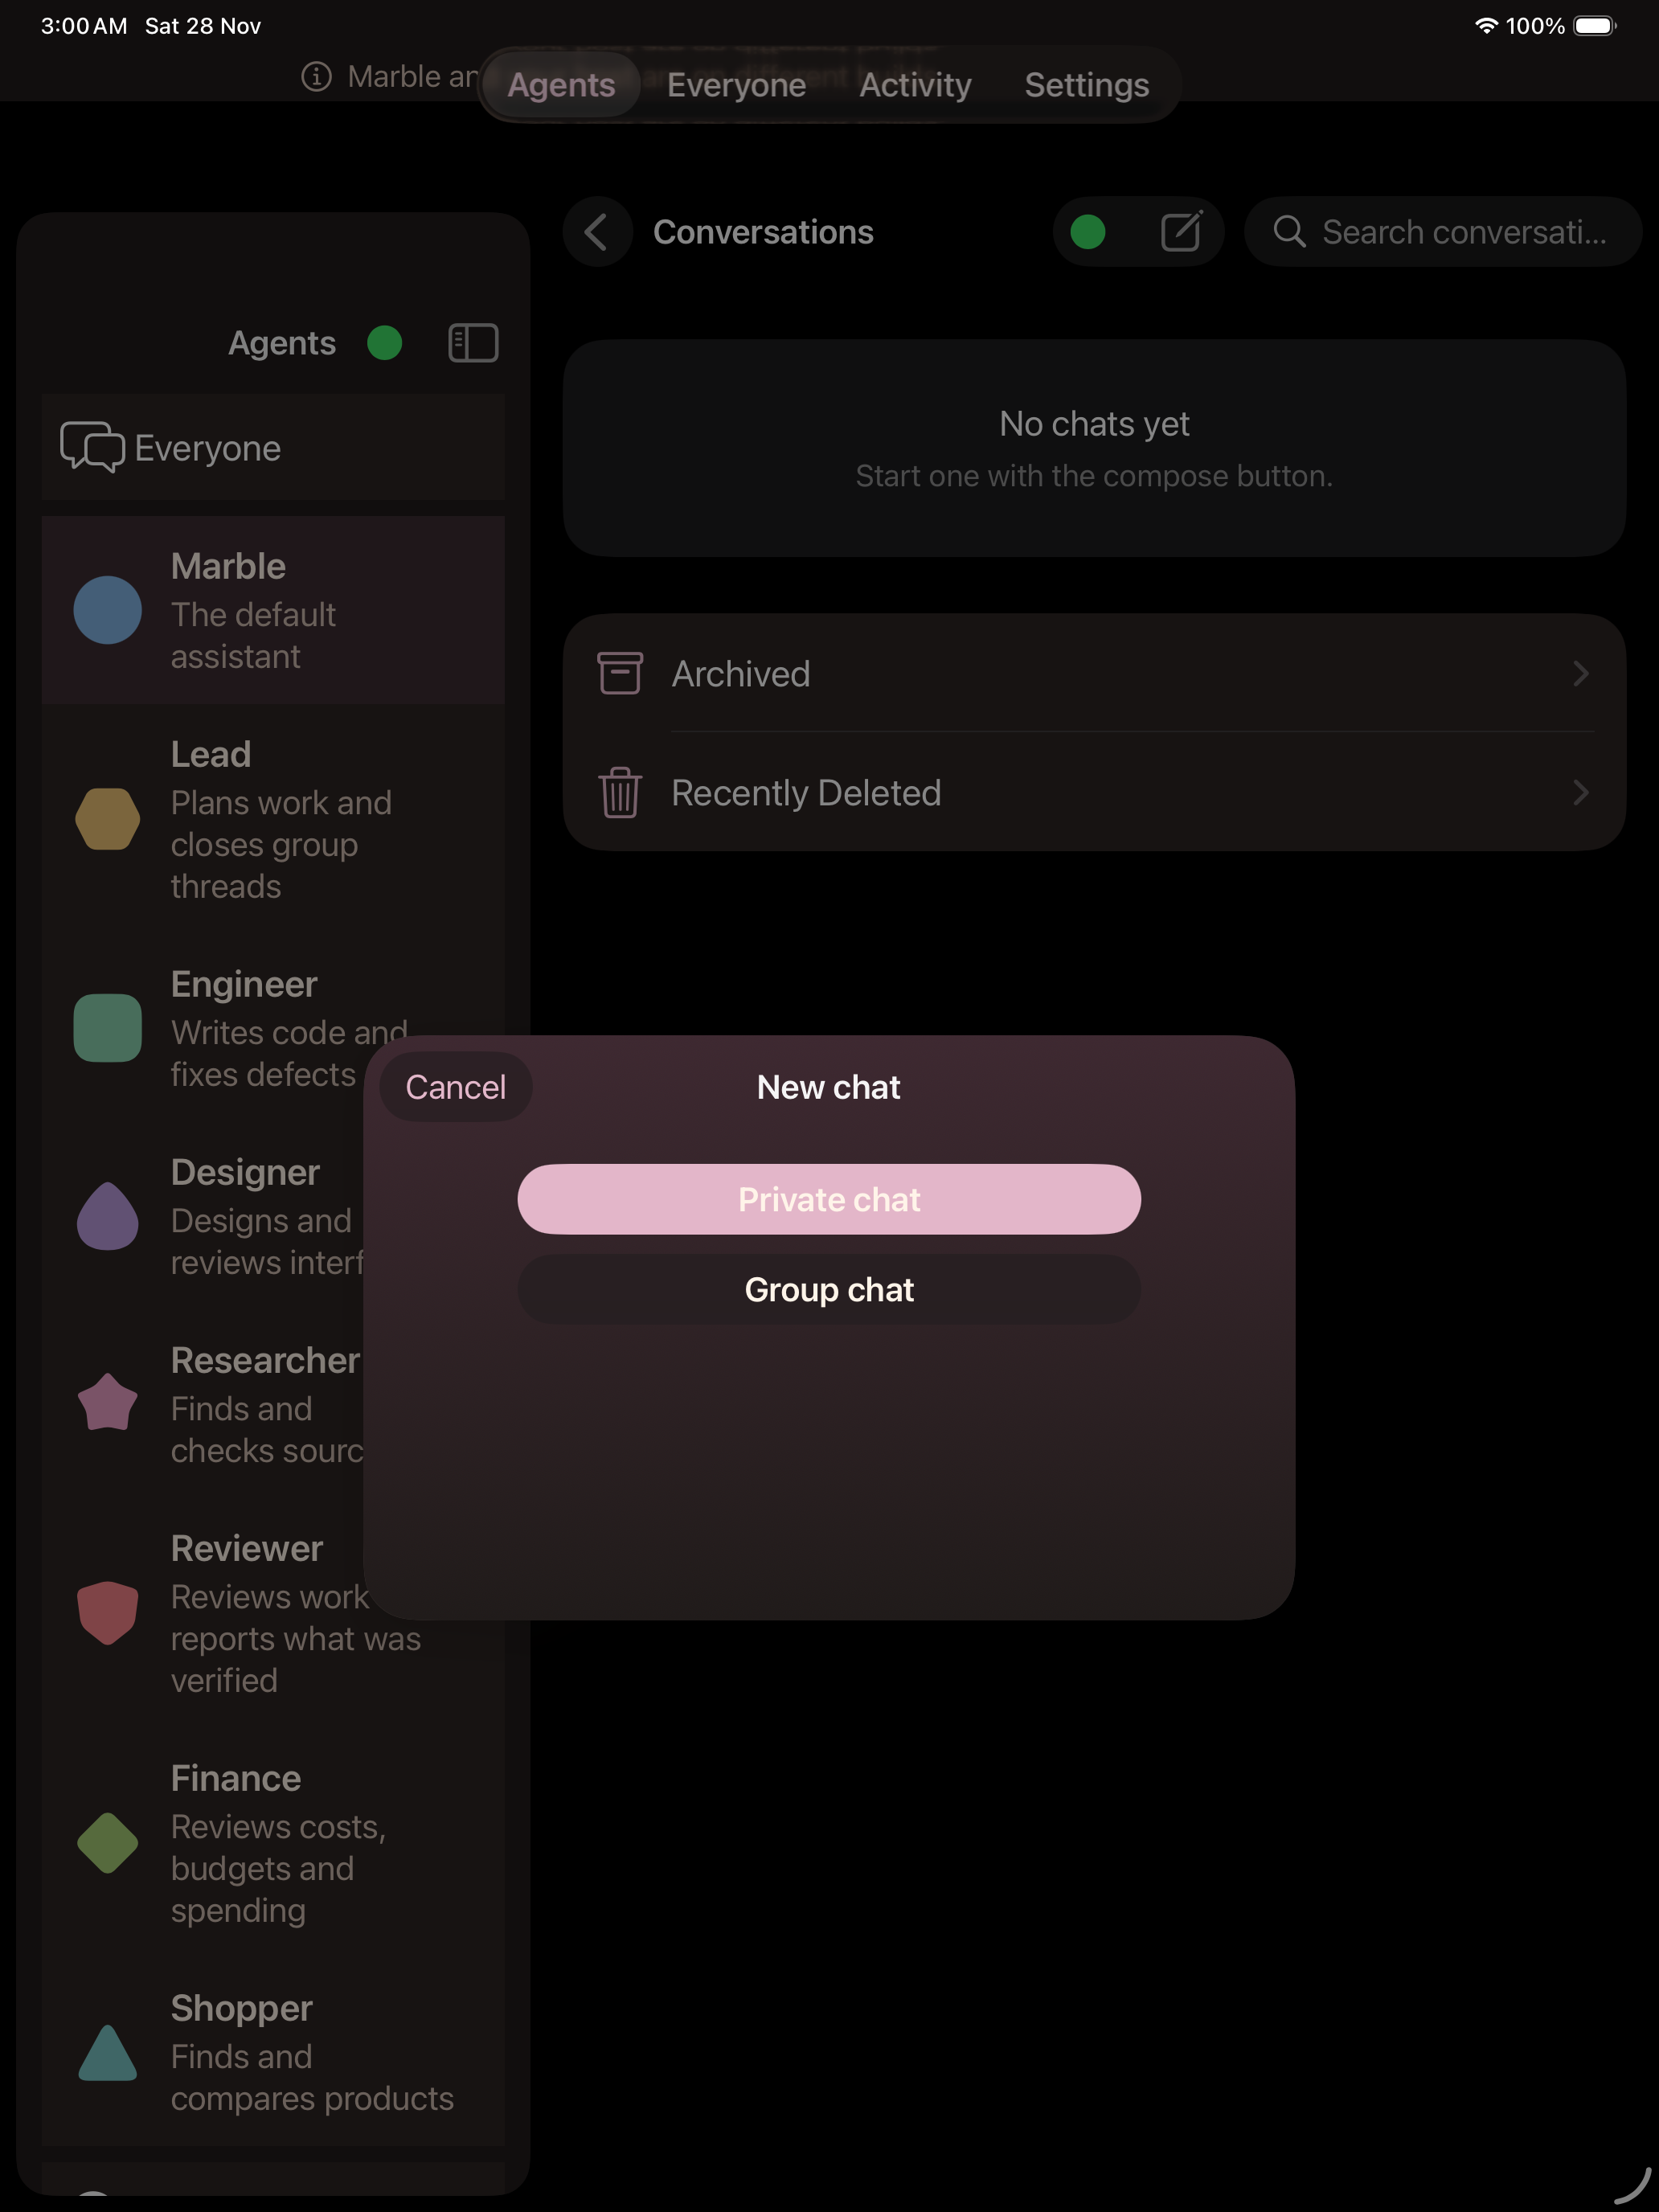 3:00 AM Sat 28 Nov
100%
Marble an
Agents
Everyone
Activity
Settings
Conversations
Search conversati...
Agents
Everyone
No chats yet
Start one with the compose button.
Marble
The default
assistant
Archived
Recently Deleted
Lead
Plans work and
closes group
threads
Engineer
Writes code and
fixes defects
Cancel
New chat
Private chat
Group chat
Designer
Designs and
reviews interf
Researcher
Finds and
checks sourc
Reviewer
Reviews work
reports what was
verified
Finance
Reviews costs,
budgets and
spending
Shopper
Finds and
compares products